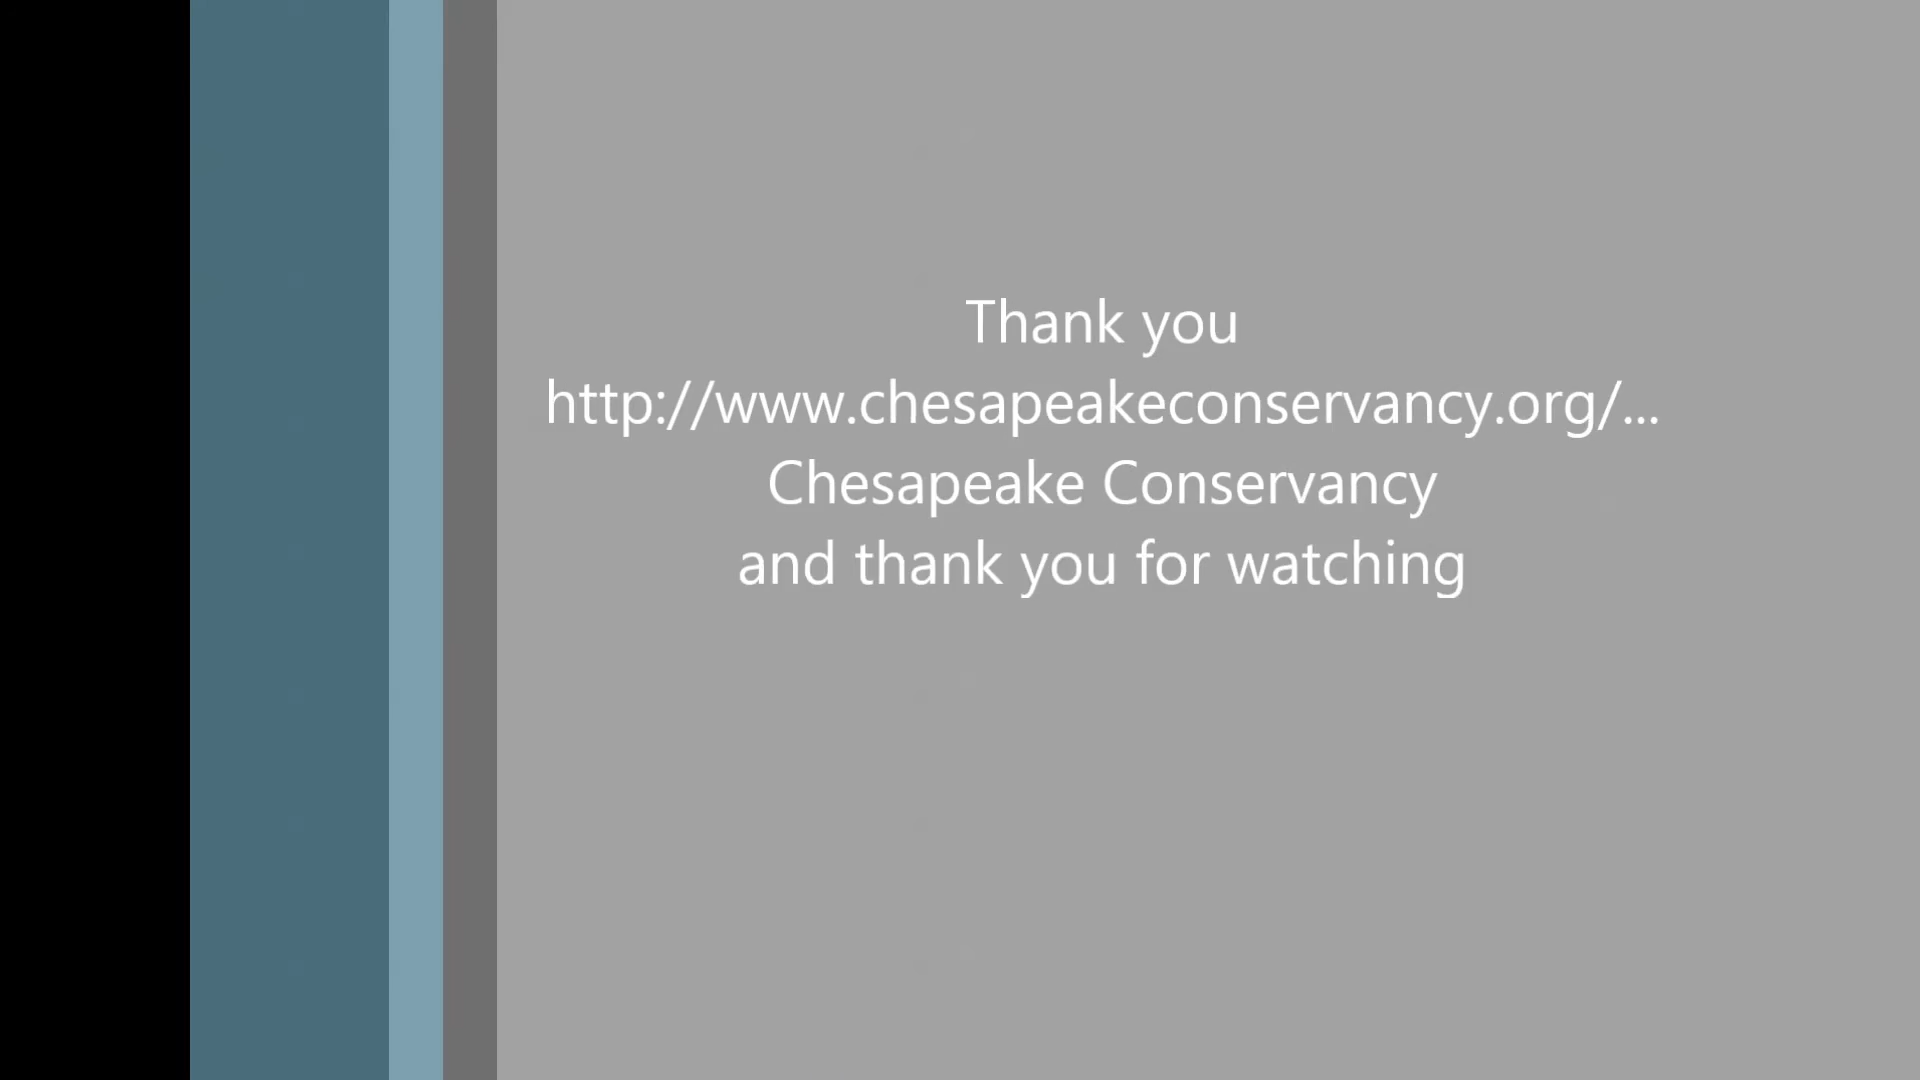 Thank you
http://www.chesapeakeconservancy.org/...
Chesapeake Conservancy
and thank you for watching